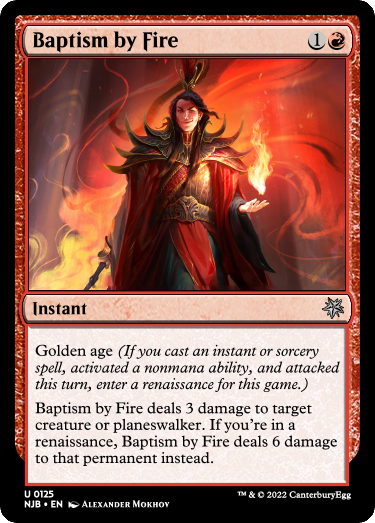 Baptism by Fire
1
Instant
Golden age (If you cast an instant or sorcery
spell, activated a nonmana ability, and attacked
this turn, enter a renaissance for this game.)
Baptism by Fire deals 3 damage to target
creature or planeswalker. If you're in a
renaissance, Baptism by Fire deals 6 damage
to that permanent instead.
U 0125
NJB • EN Alexander Mokhov
™ & © 2022 CanterburyEgg